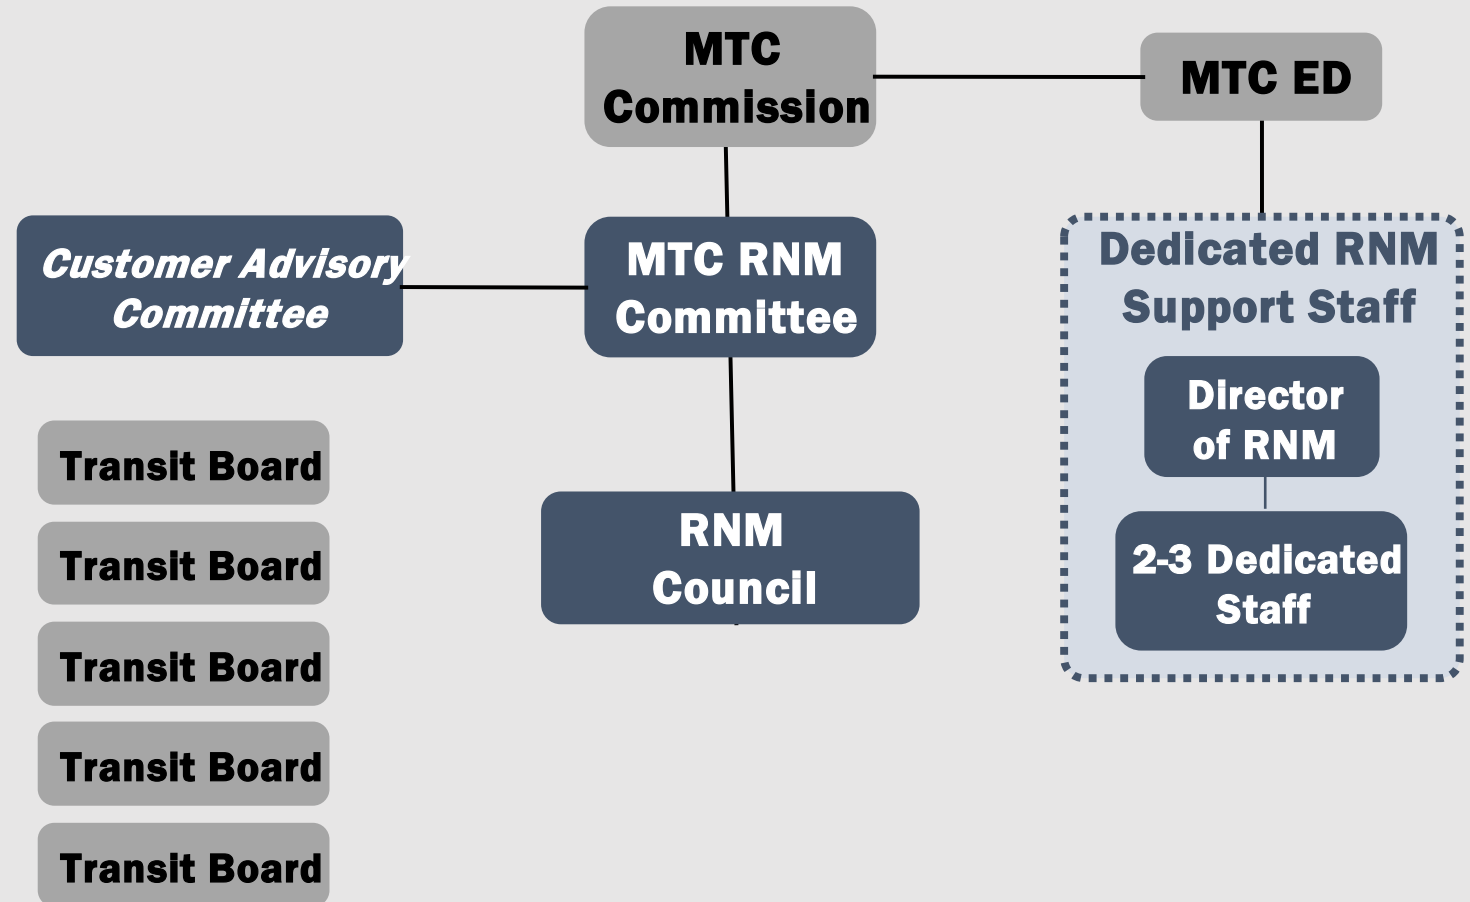 MTC
Commission
MTC ED
Customer Advisory
Committee
MTC RNM
Committee
Dedicated RNM
Support Staff
Director
of RNM
2-3 Dedicated
Staff
RNM
Council
Transit Board
Transit Board
Transit Board
Transit Board
Transit Board